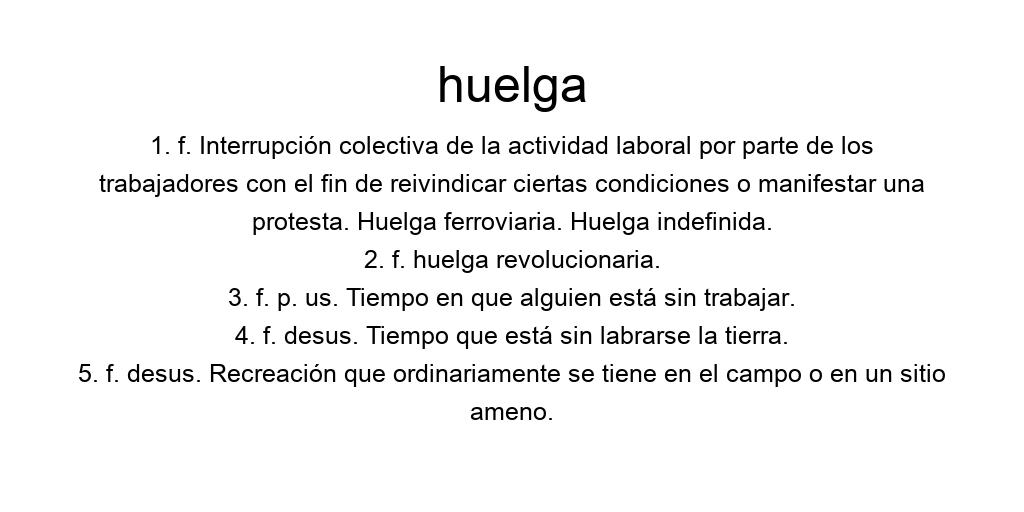 huelga
1. f. Interrupción colectiva de la actividad laboral por parte de los
trabajadores con el fin de reivindicar ciertas condiciones o manifestar una
protesta. Huelga ferroviaria. Huelga indefinida.
2. f. huelga revolucionaria.
3. f. p. us. Tiempo en que alguien está sin trabajar.
4. f. desus. Tiempo que está sin labrarse la tierra.
5. f. desus. Recreación que ordinariamente se tiene en el campo o en un sitio
ameno.